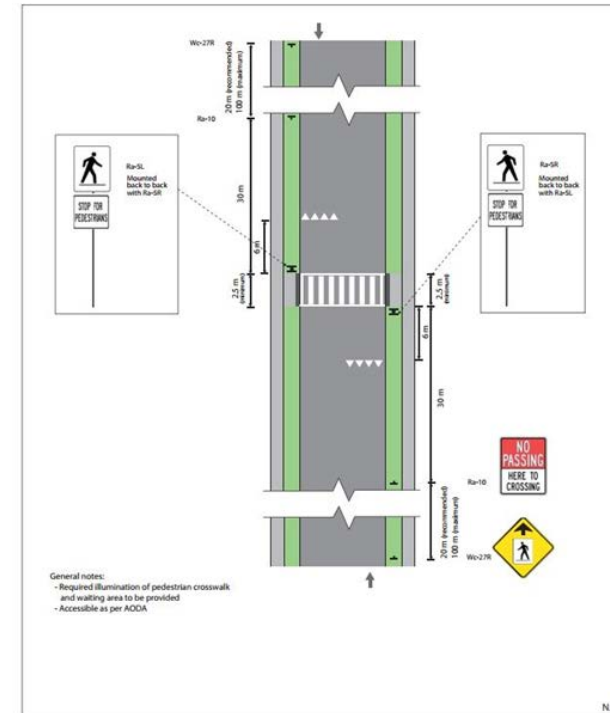 Wc-27R
20 m (recommended)
100 m (maximum)
Ra-10
30 m
6 m
2.5 m
(minimum)
STOP FOR
PEDESTRIANS
Ra-5L
Mounted
back to back
with Ra-5R
STOP FOR
PEDESTRIANS
Ra-5R
Mounted
back to back
with Ra-5L
2.5 m
(minimum)
6 m
30 m
Ra-10
20 m (recommended)
100 m (maximum)
Wc-27R
NO
PASSING
HERE TO
CROSSING
General notes:
- Required illumination of pedestrian crosswalk
and waiting area to be provided
- Accessible as per AODA